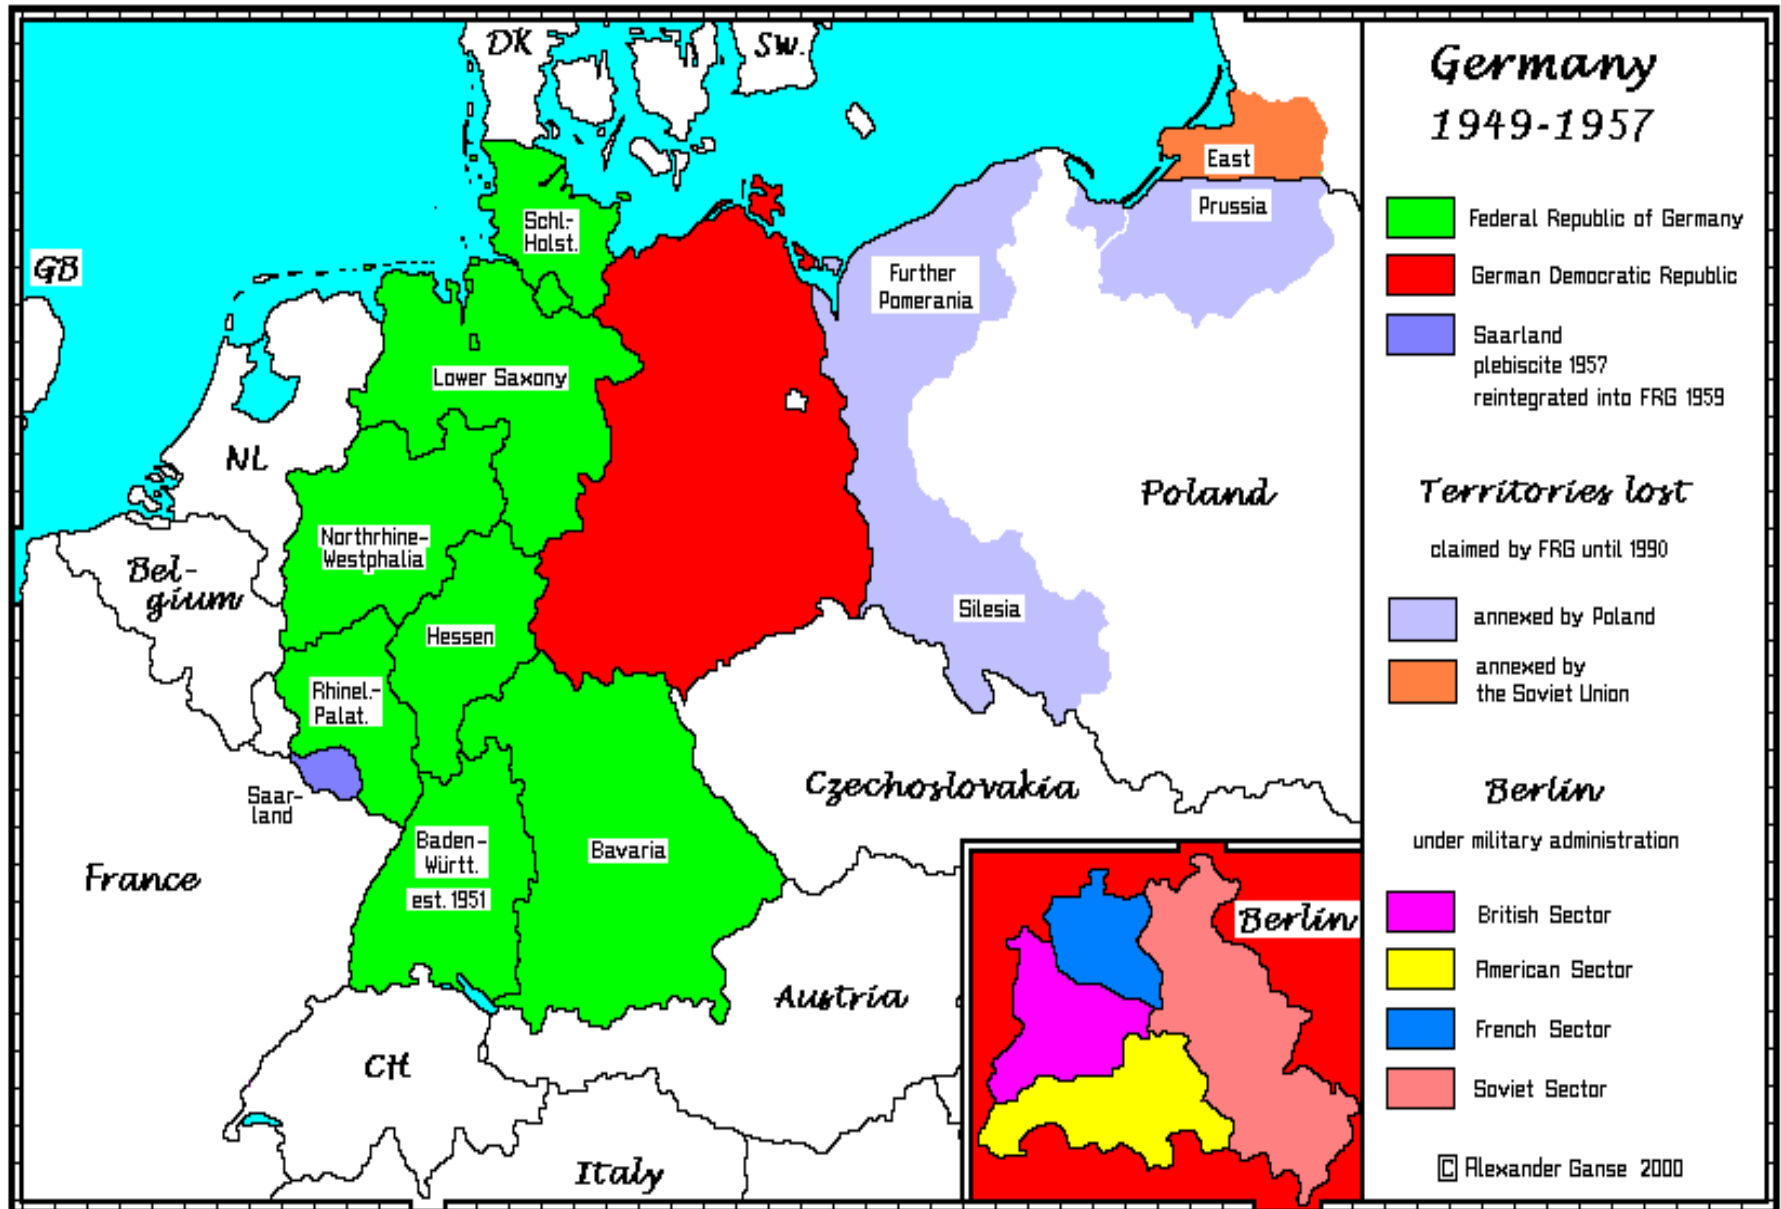 DK
Sw.
GB
Schl.-
Holst.
East
Prussia
Further
Pomerania
Lower Saxony
NL
Poland
Northrhine-
Westphalia
Bel-
gium
Hessen
Silesia
Rhinel.-
Palat.
Saar-
land
Czechoslovakia
Baden-
Württ.
est. 1951
Bavaria
France
Austria
CH
Italy
Berlin
Germany
1949-1957
Federal Republic of Germany
German Democratic Republic
Saarland
plebiscite 1957
reintegrated into FRG 1959
Territories lost
claimed by FRG until 1990
annexed by Poland
annexed by
the Soviet Union
Berlin
under military administration
British Sector
American Sector
French Sector
Soviet Sector
C Alexander Ganse 2000